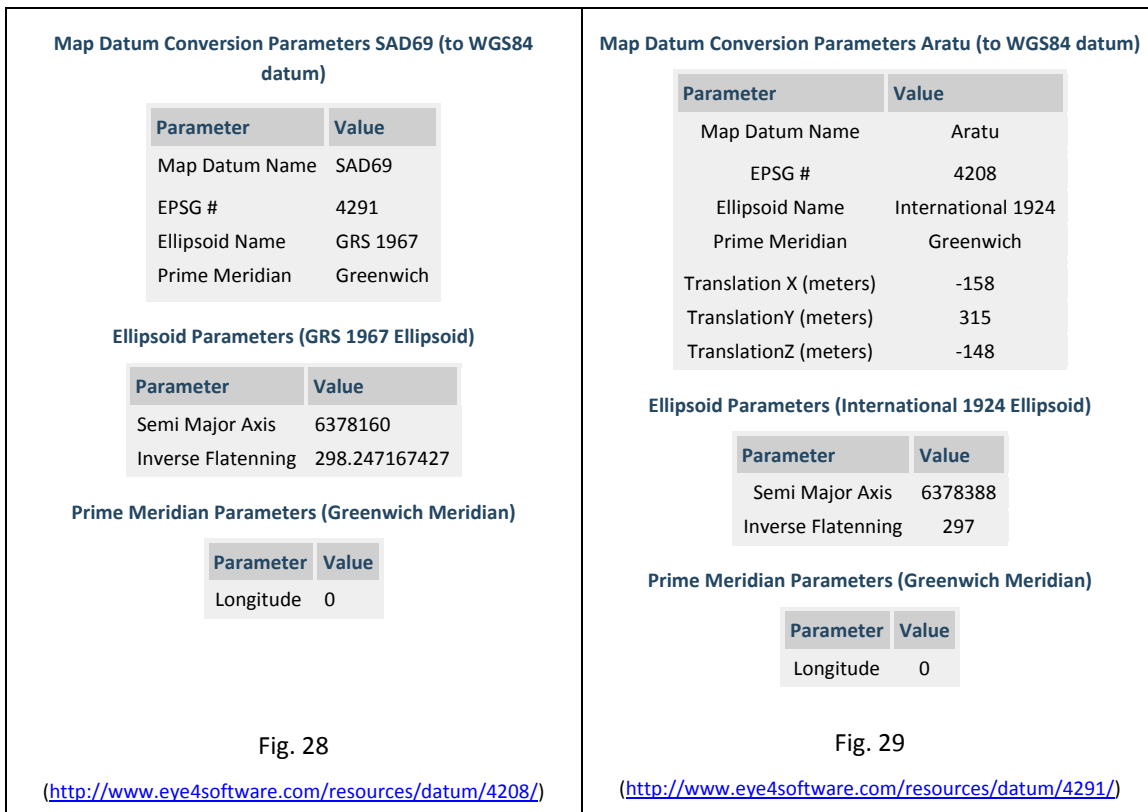 Map Datum Conversion Parameters SAD69 (to WGS84
datum)
Parameter Value
Map Datum Name SAD69
EPSG # 4291
Ellipsoid Name GRS 1967
Prime Meridian Greenwich
Ellipsoid Parameters (GRS 1967 Ellipsoid)
Parameter Value
Semi Major Axis 6378160
Inverse Flatenning 298.247167427
Prime Meridian Parameters (Greenwich Meridian)
Parameter Value
Longitude 0
Fig. 28
(http://www.eye4software.com/resources/datum/4208/)
Map Datum Conversion Parameters Aratu (to WGS84 datum)
Parameter Value
Map Datum Name Aratu
EPSG # 4208
Ellipsoid Name International 1924
Prime Meridian Greenwich
Translation X (meters) -158
TranslationY (meters) 315
TranslationZ (meters) -148
Ellipsoid Parameters (International 1924 Ellipsoid)
Parameter Value
Semi Major Axis 6378388
Inverse Flatenning 297
Prime Meridian Parameters (Greenwich Meridian)
Parameter Value
Longitude 0
Fig. 29
(http://www.eye4software.com/resources/datum/4291/)